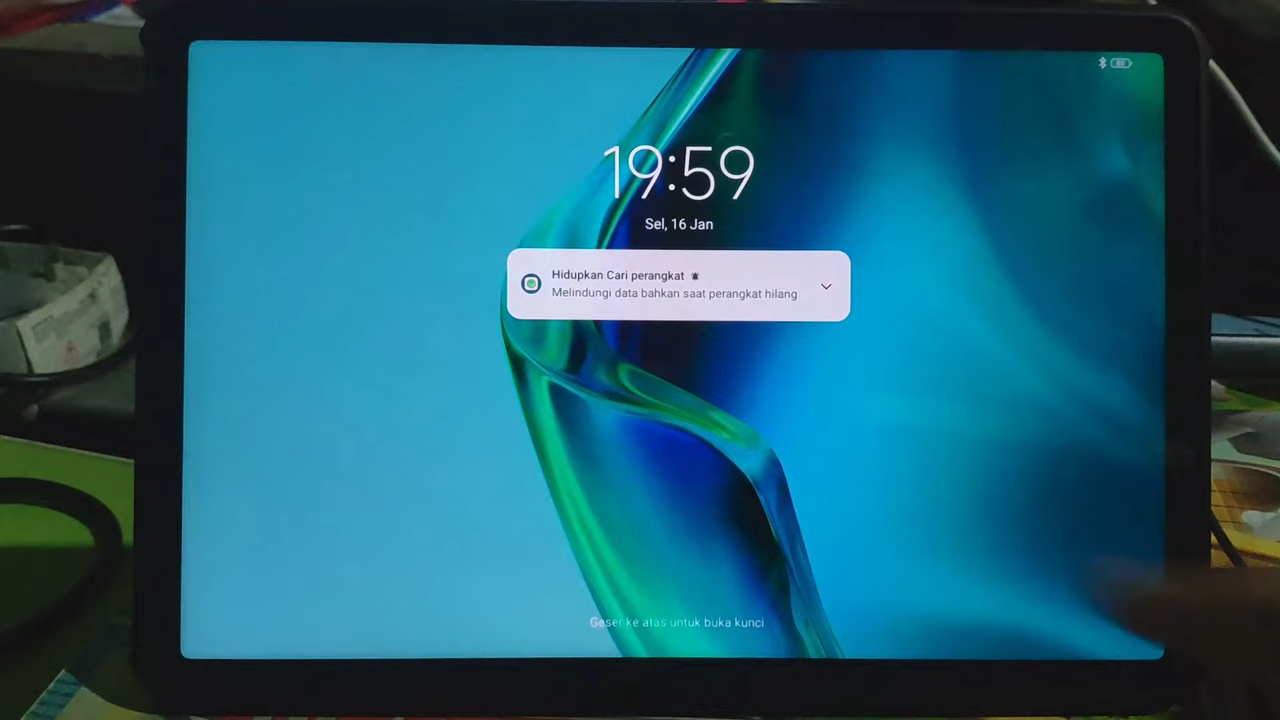 19:59
Sel, 16 Jan
Hidupkan Cari perangkat
Melindungi data bahkan saat perangkat hilang
Geser ke atas untuk buka kunci